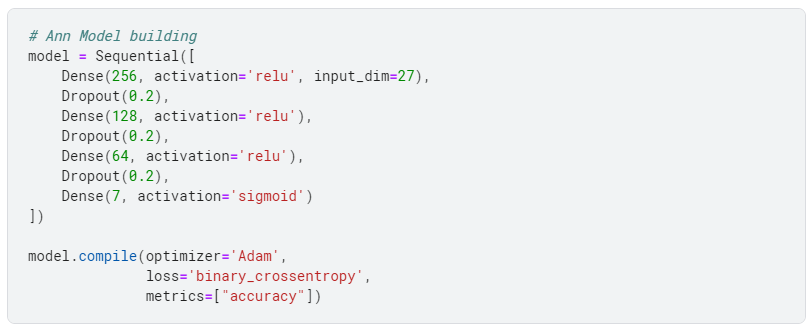 # Ann Model building
model = Sequential([
    Dense(256, activation='relu', input_dim=27),
    Dropout(0.2),
    Dense(128, activation='relu'),
    Dropout(0.2),
    Dense(64, activation='relu'),
    Dropout(0.2),
    Dense(7, activation='sigmoid')
])

model.compile(optimizer='Adam',
              loss='binary_crossentropy',
              metrics=["accuracy"])